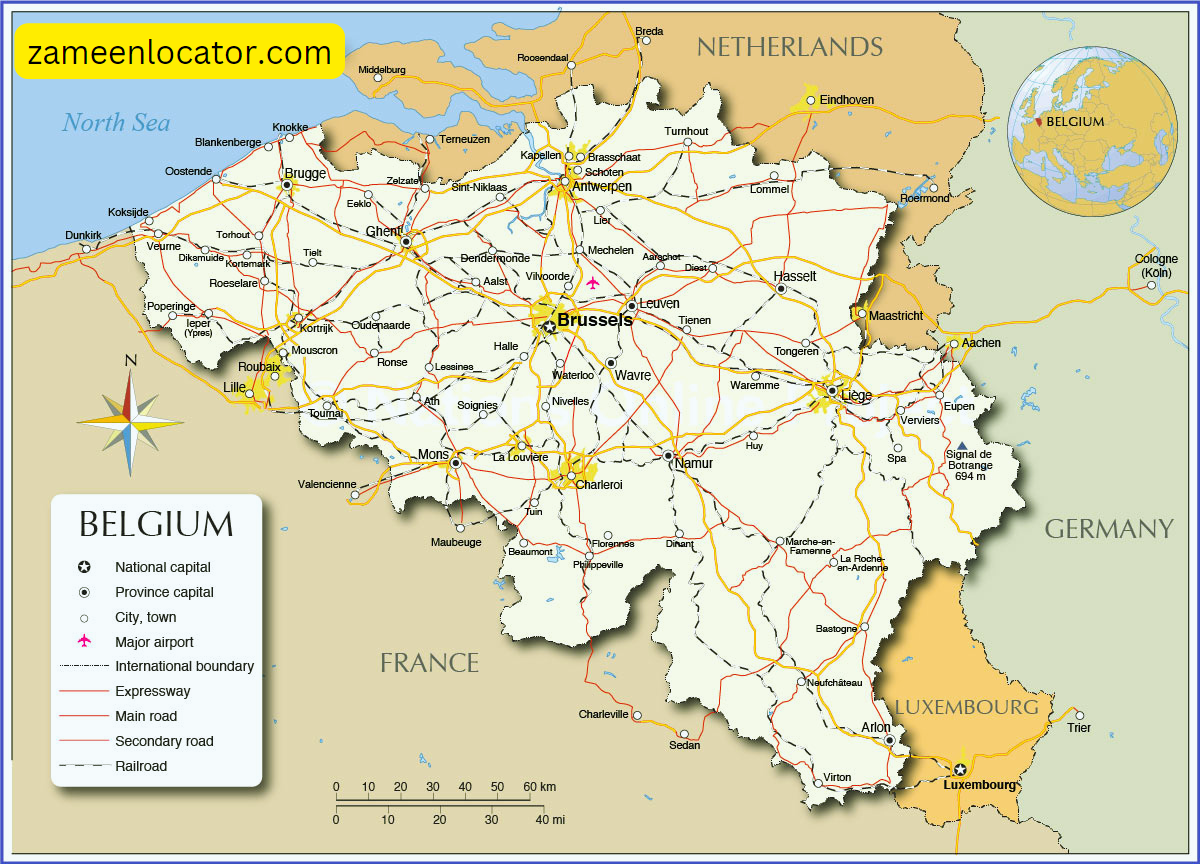 zameenlocator.com
Breda
NETHERLANDS
Roosendaal
Middelburg
Eindhoven
North Sea
BELGIUM
Knokke
Terneuzen
Turnhout
Blankenberge
Kapellen
Brasschaat
Schoten
Oostende
Brugge
Zelzate
Sint-Niklaas
Antwerpen
Lommel
Roermond
Eeklo
Koksijde
Lier
Dunkirk
Veurne
Torhout
Ghent
Mechelen
Diksmuide
Kortemark
Tielt
Dendermonde
Aarschot
Diest
Cologne
(Köln)
Roeselare
Aalst
Vilvoorde
Hasselt
Poperinge
Leuven
Ieper
(Ypres)
Kortrijk
Oudenaarde
Brussels
Tienen
Maastricht
Mouscron
Halle
Tongeren
Aachen
N
Roubaix
Ronse
Lessines
Waterloo
Wavre
Lille
Waremme
Liège
Tournai
Ath
Soignies
Nivelles
Eupen
Verviers
Huy
Mons
La Louvière
Namur
Spa
Signal de
Botrange
694 m
Valencienne
Charleroi
Tuin
BELGIUM
GERMANY
Maubeuge
Beaumont
Florennes
Dinant
Marche-en-
Famenne
Philippeville
La Roche-
en-Ardenne
National capital
Province capital
City, town
Major airport
International boundary
Expressway
Main road
Secondary road
Railroad
Bastogne
FRANCE
Neufchâteau
LUXEMBOURG
Charleville
Arlon
Trier
Sedan
Virton
Luxembourg
0 10 20 30 40 50 60 km
0 10 20 30 40 mi